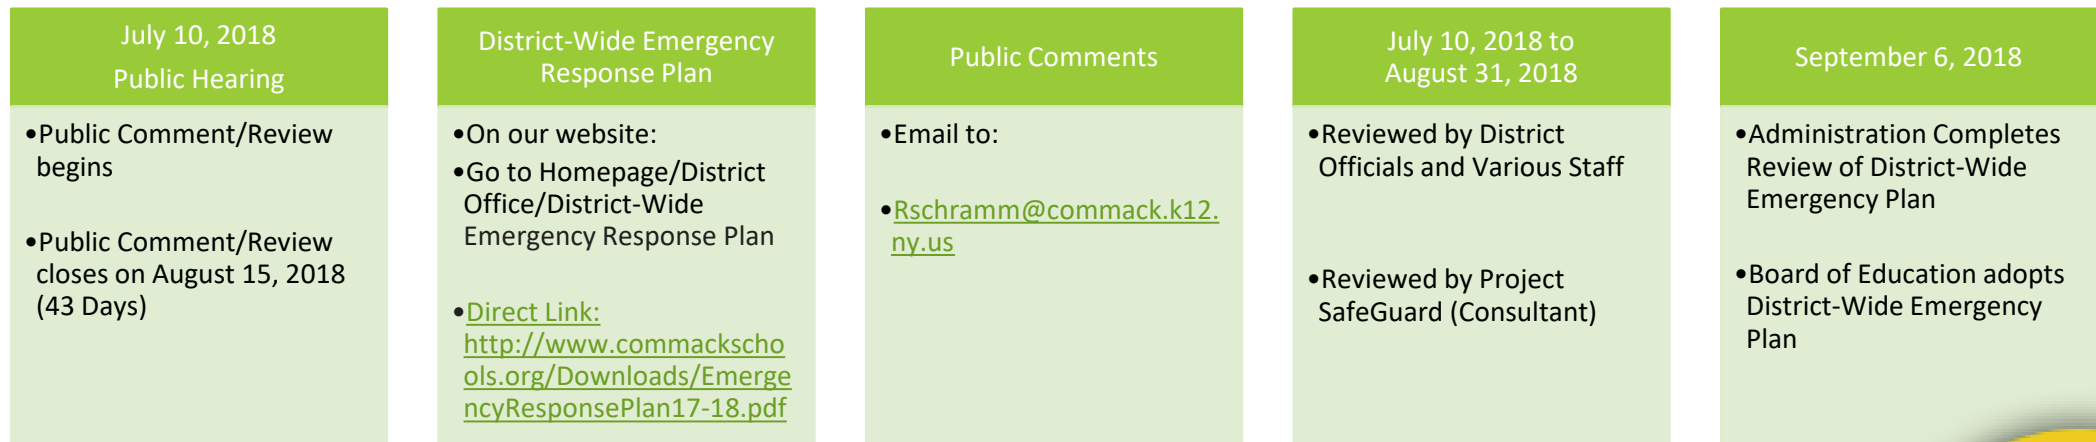 July 10, 2018
Public Hearing
•Public Comment/Review
begins
•Public Comment/Review
closes on August 15, 2018
(43 Days)
District-Wide Emergency
Response Plan
•On our website:
•Go to Homepage/District
Office/District-Wide
Emergency Response Plan
•Direct Link:
http://www.commackscho
ols.org/Downloads/Emerge
ncyResponsePlan17-18.pdf
Public Comments
•Email to:
•Rschramm@commack.k12.
ny.us
July 10, 2018 to
August 31, 2018
•Reviewed by District
Officials and Various Staff
•Reviewed by Project
SafeGuard (Consultant)
September 6, 2018
•Administration Completes
Review of District-Wide
Emergency Plan
•Board of Education adopts
District-Wide Emergency
Plan